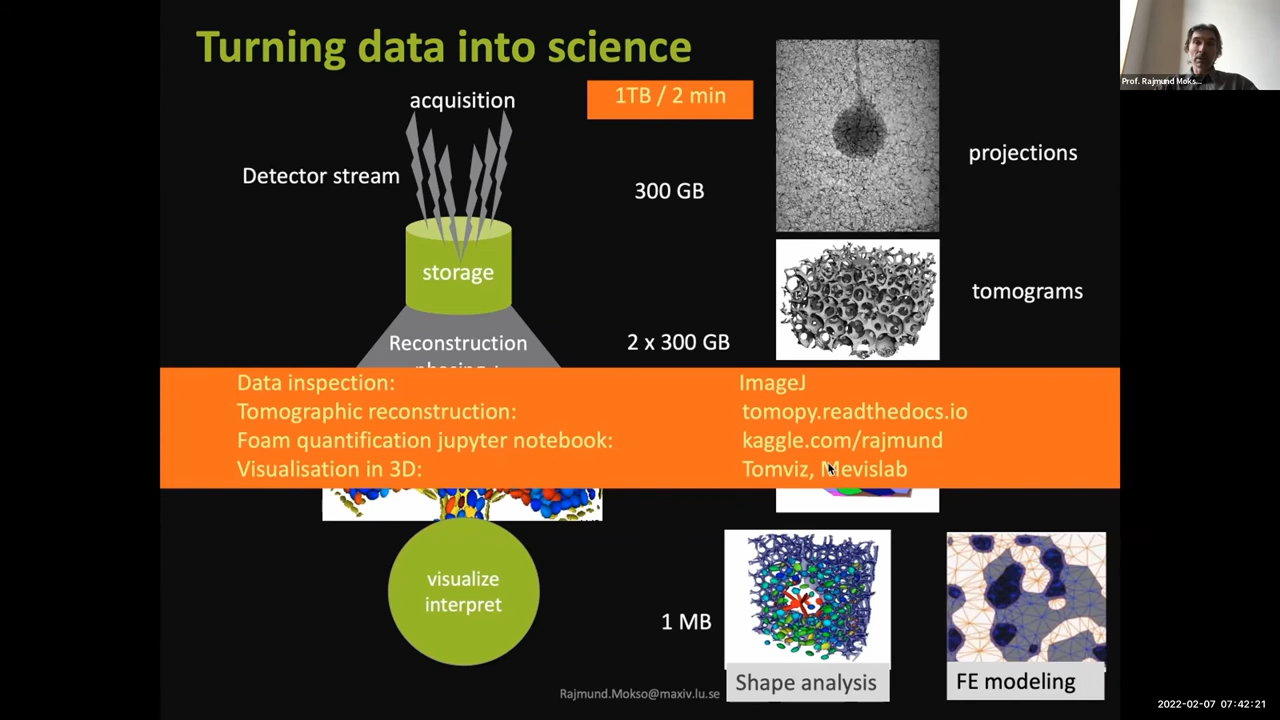 Turning data into science
acquisition
1TB / 2 min
Prof. Rajmund Moks...
projections
Detector stream
300 GB
storage
tomograms
Reconstruction
2 x 300 GB
Data inspection: ImageJ
Tomographic reconstruction: tomopy.readthedocs.io
Foam quantification jupyter notebook: kaggle.com/rajmund
Visualisation in 3D: Tomviz, Mevislab
visualize
interpret
1 MB
Shape analysis
FE modeling
Rajmund.Mokso@maxiv.lu.se
2022-02-07 07:42:21